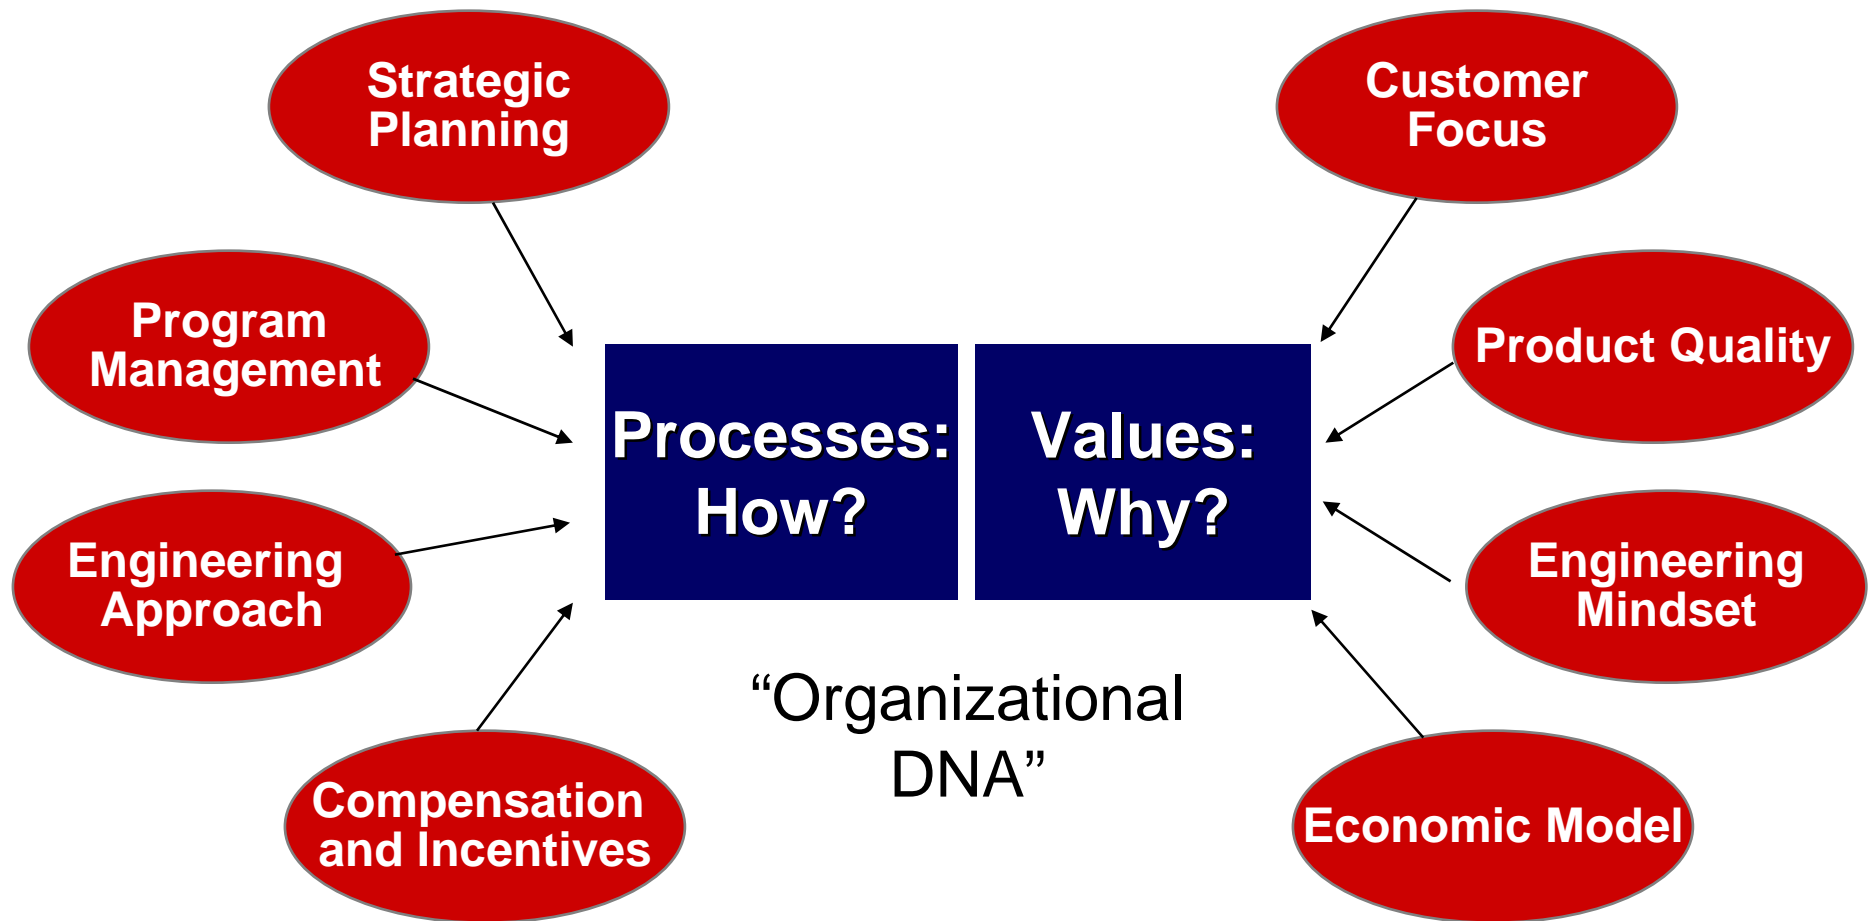 Strategic
Planning
Customer
Focus
Program
Management
Product Quality
Processes:
How?
Values:
Why?
Engineering
Approach
Engineering
Mindset
“Organizational
DNA”
Compensation
and Incentives
Economic Model